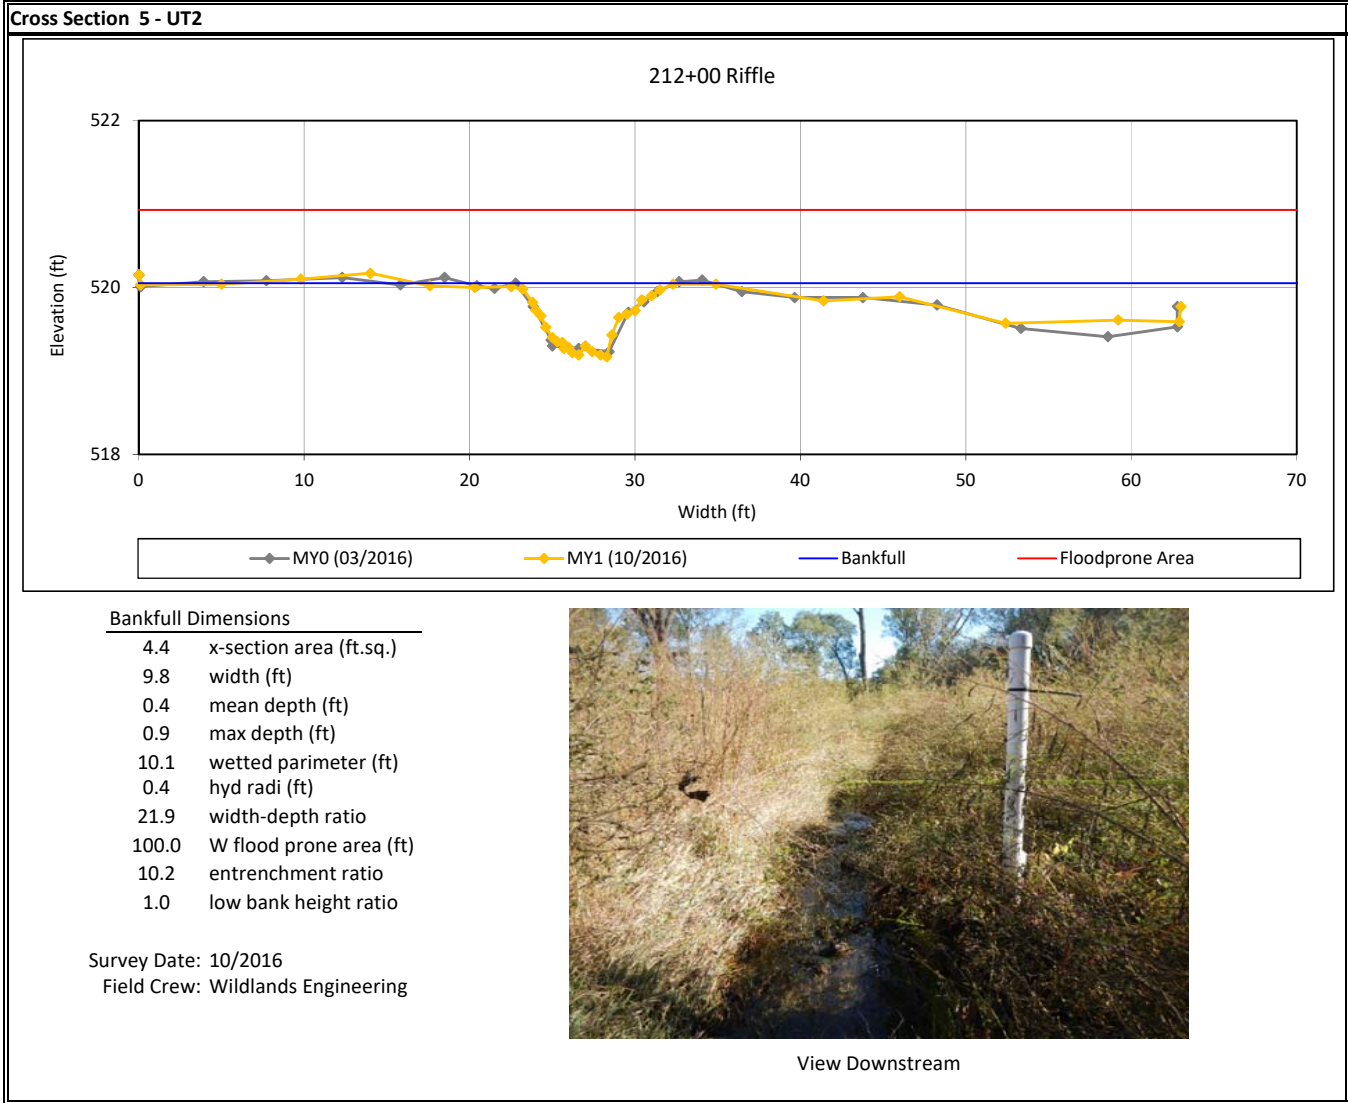 Cross Section 5 - UT2
212+00 Riffle
522
520
518
Elevation (ft)
0 10 20 30 40 50 60 70
Width (ft)
MY0 (03/2016) MY1 (10/2016) Bankfull Floodprone Area
Bankfull Dimensions
4.4 x-section area (ft.sq.)
9.8 width (ft)
0.4 mean depth (ft)
0.9 max depth (ft)
10.1 wetted parimeter (ft)
0.4 hyd radi (ft)
21.9 width-depth ratio
100.0 W flood prone area (ft)
10.2 entrenchment ratio
1.0 low bank height ratio
Survey Date: 10/2016
Field Crew: Wildlands Engineering
View Downstream